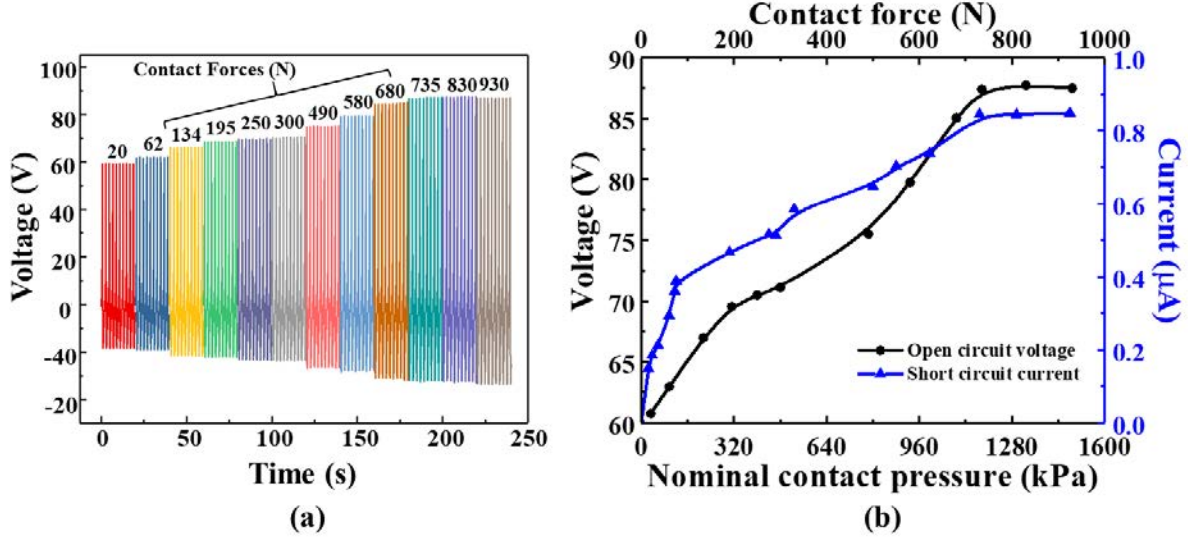 Contact Forces (N)
20 62 134 195 250 300 490 580 680 735 830 930
100
80
60
40
20
0
-40
-20
Voltage (V)
0 50 100 150 200 250
Time (s)
(a)
Contact force (N)
0 200 400 600 800 1000
90
85
80
75
70
65
60
Voltage (V)
1.0
0.8
0.6
0.4
0.2
0.0
Current (μA)
Open circuit voltage
Short circuit current
0 320 640 960 1280 1600
Nominal contact pressure (kPa)
(b)